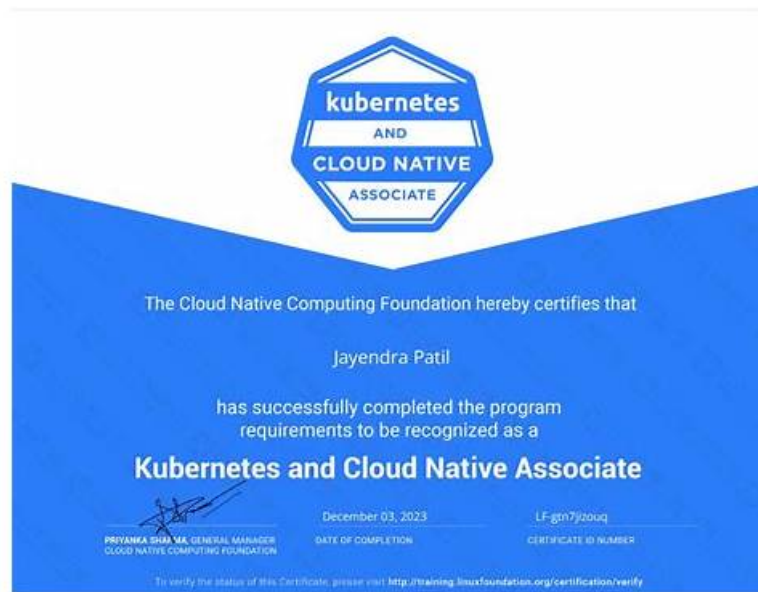 kubernetes
AND
CLOUD NATIVE
ASSOCIATE
The Cloud Native Computing Foundation hereby certifies that
Jayendra Patil
has successfully completed the program
requirements to be recognized as a
Kubernetes and Cloud Native Associate
December 03, 2023
LF-gtn7jizouq
PRIYANKA SHARMA, GENERAL MANAGER
CLOUD NATIVE COMPUTING FOUNDATION
DATE OF COMPLETION
CERTIFICATE ID NUMBER
To verify the status of this Certificate, please visit http://training.linuxfoundation.org/certification/verify